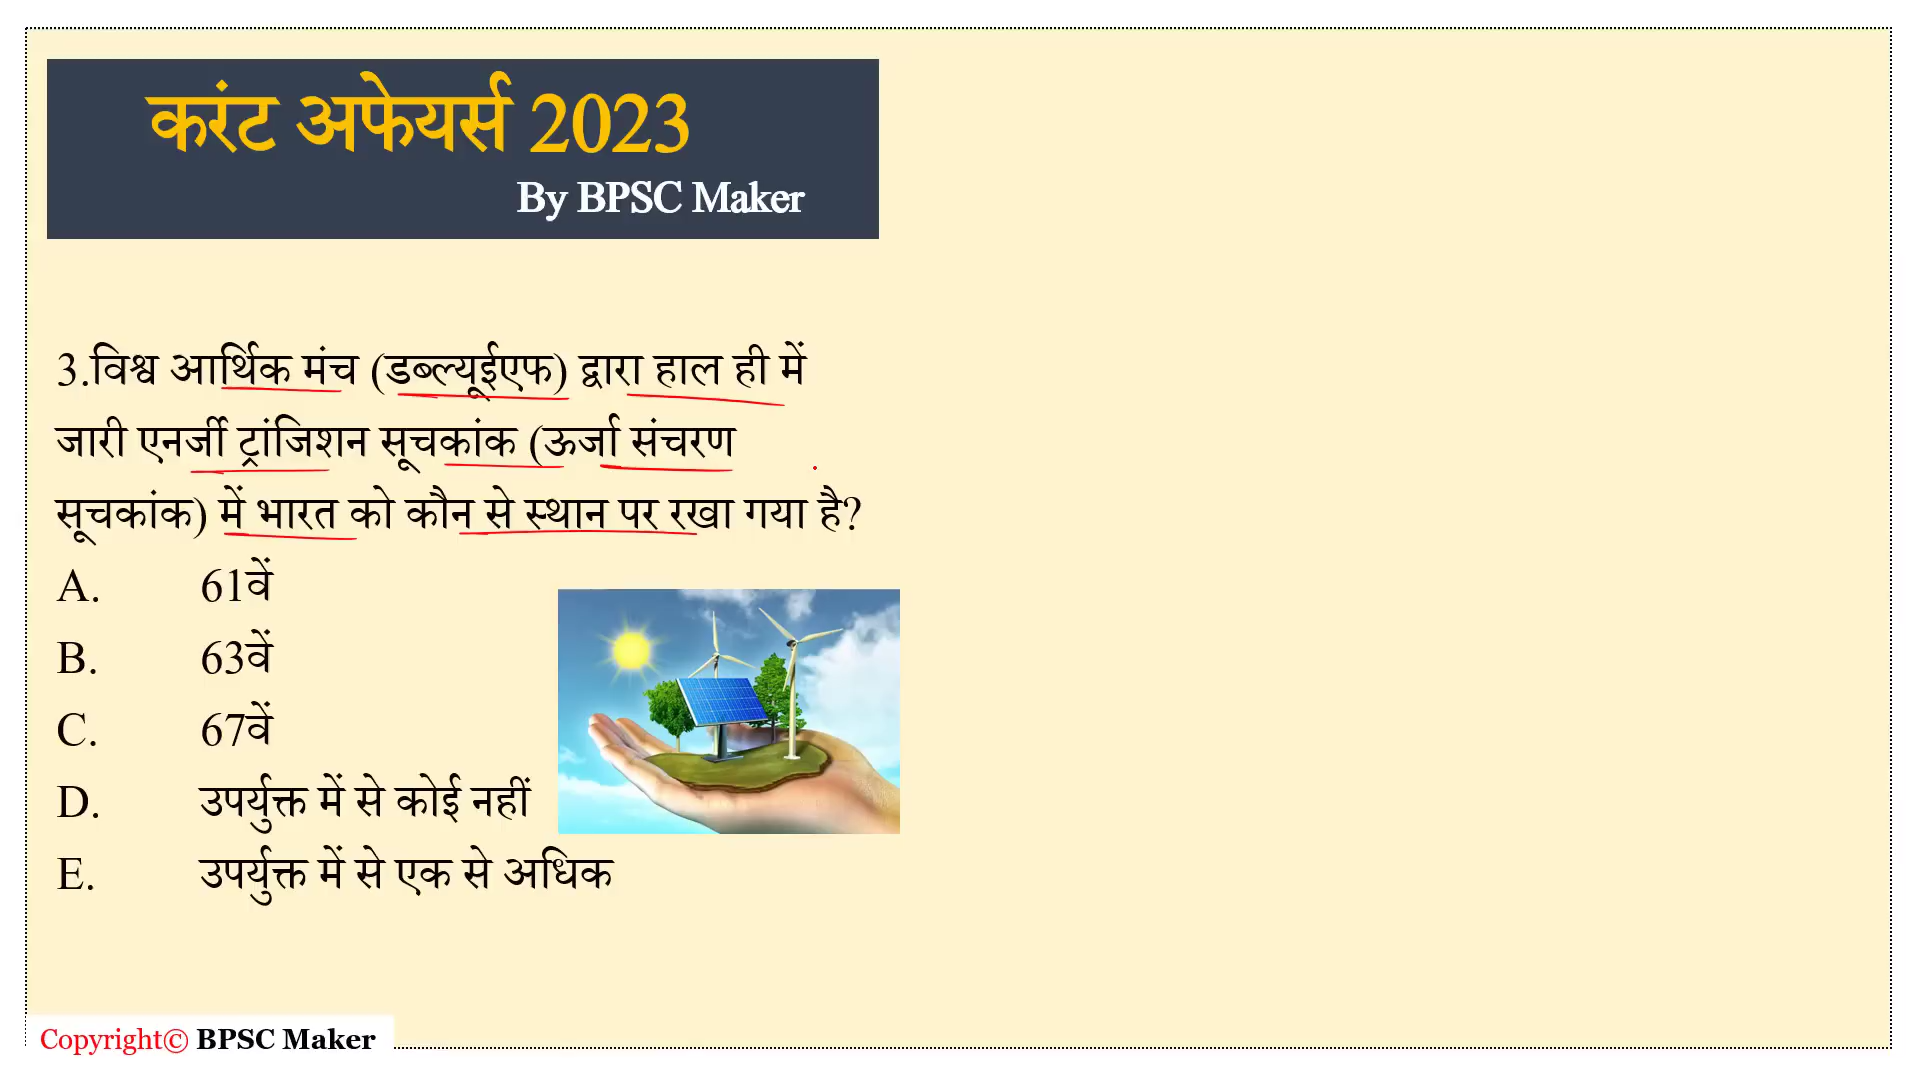 करंट अफेयर्स 2023
By BPSC Maker
3.विश्व आर्थिक मंच (डब्ल्यूईएफ) द्वारा हाल ही में
जारी एनर्जी ट्रांजिशन सूचकांक (ऊर्जा संचरण
सूचकांक) में भारत को कौन से स्थान पर रखा गया है?
A. 61वें
B. 63वें
C. 67वें
D. उपर्युक्त में से कोई नहीं
E. उपर्युक्त में से एक से अधिक
Copyright© BPSC Maker